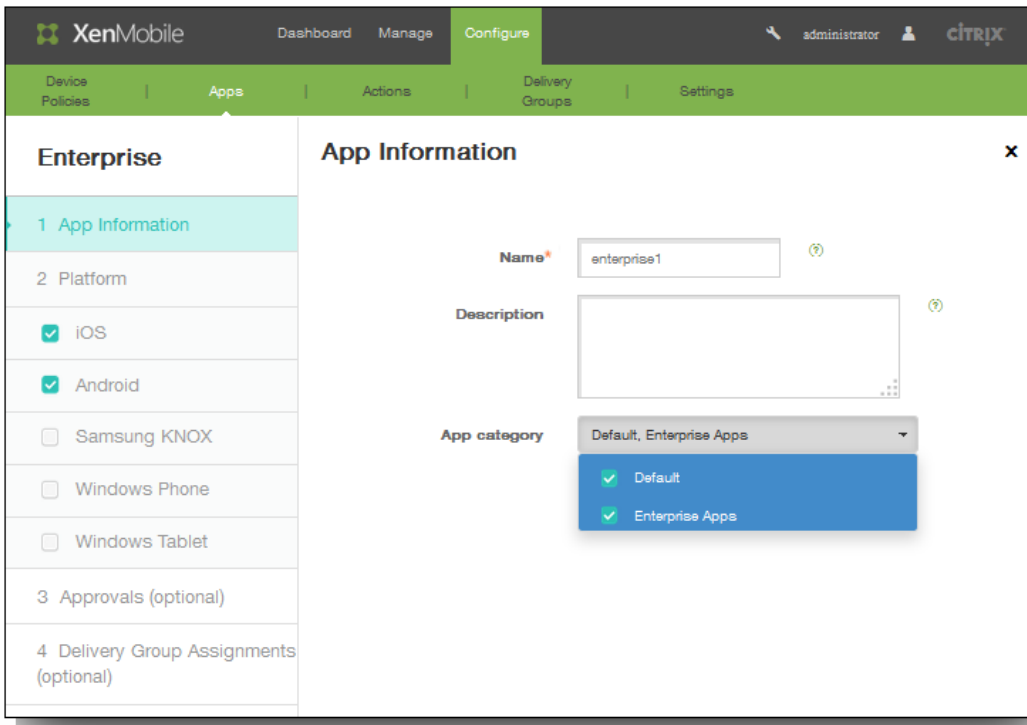 XenMobile
Dashboard
Manage
Configure
administrator
CİTRIX
Device
Policies
Apps
Actions
Delivery
Groups
Settings
Enterprise
1 App Information
2 Platform
iOS
Android
Samsung KNOX
Windows Phone
Windows Tablet
3 Approvals (optional)
4 Delivery Group Assignments
(optional)
App Information
x
Name*
enterprise1
?
Description
?
App category
Default, Enterprise Apps
Default
Enterprise Apps